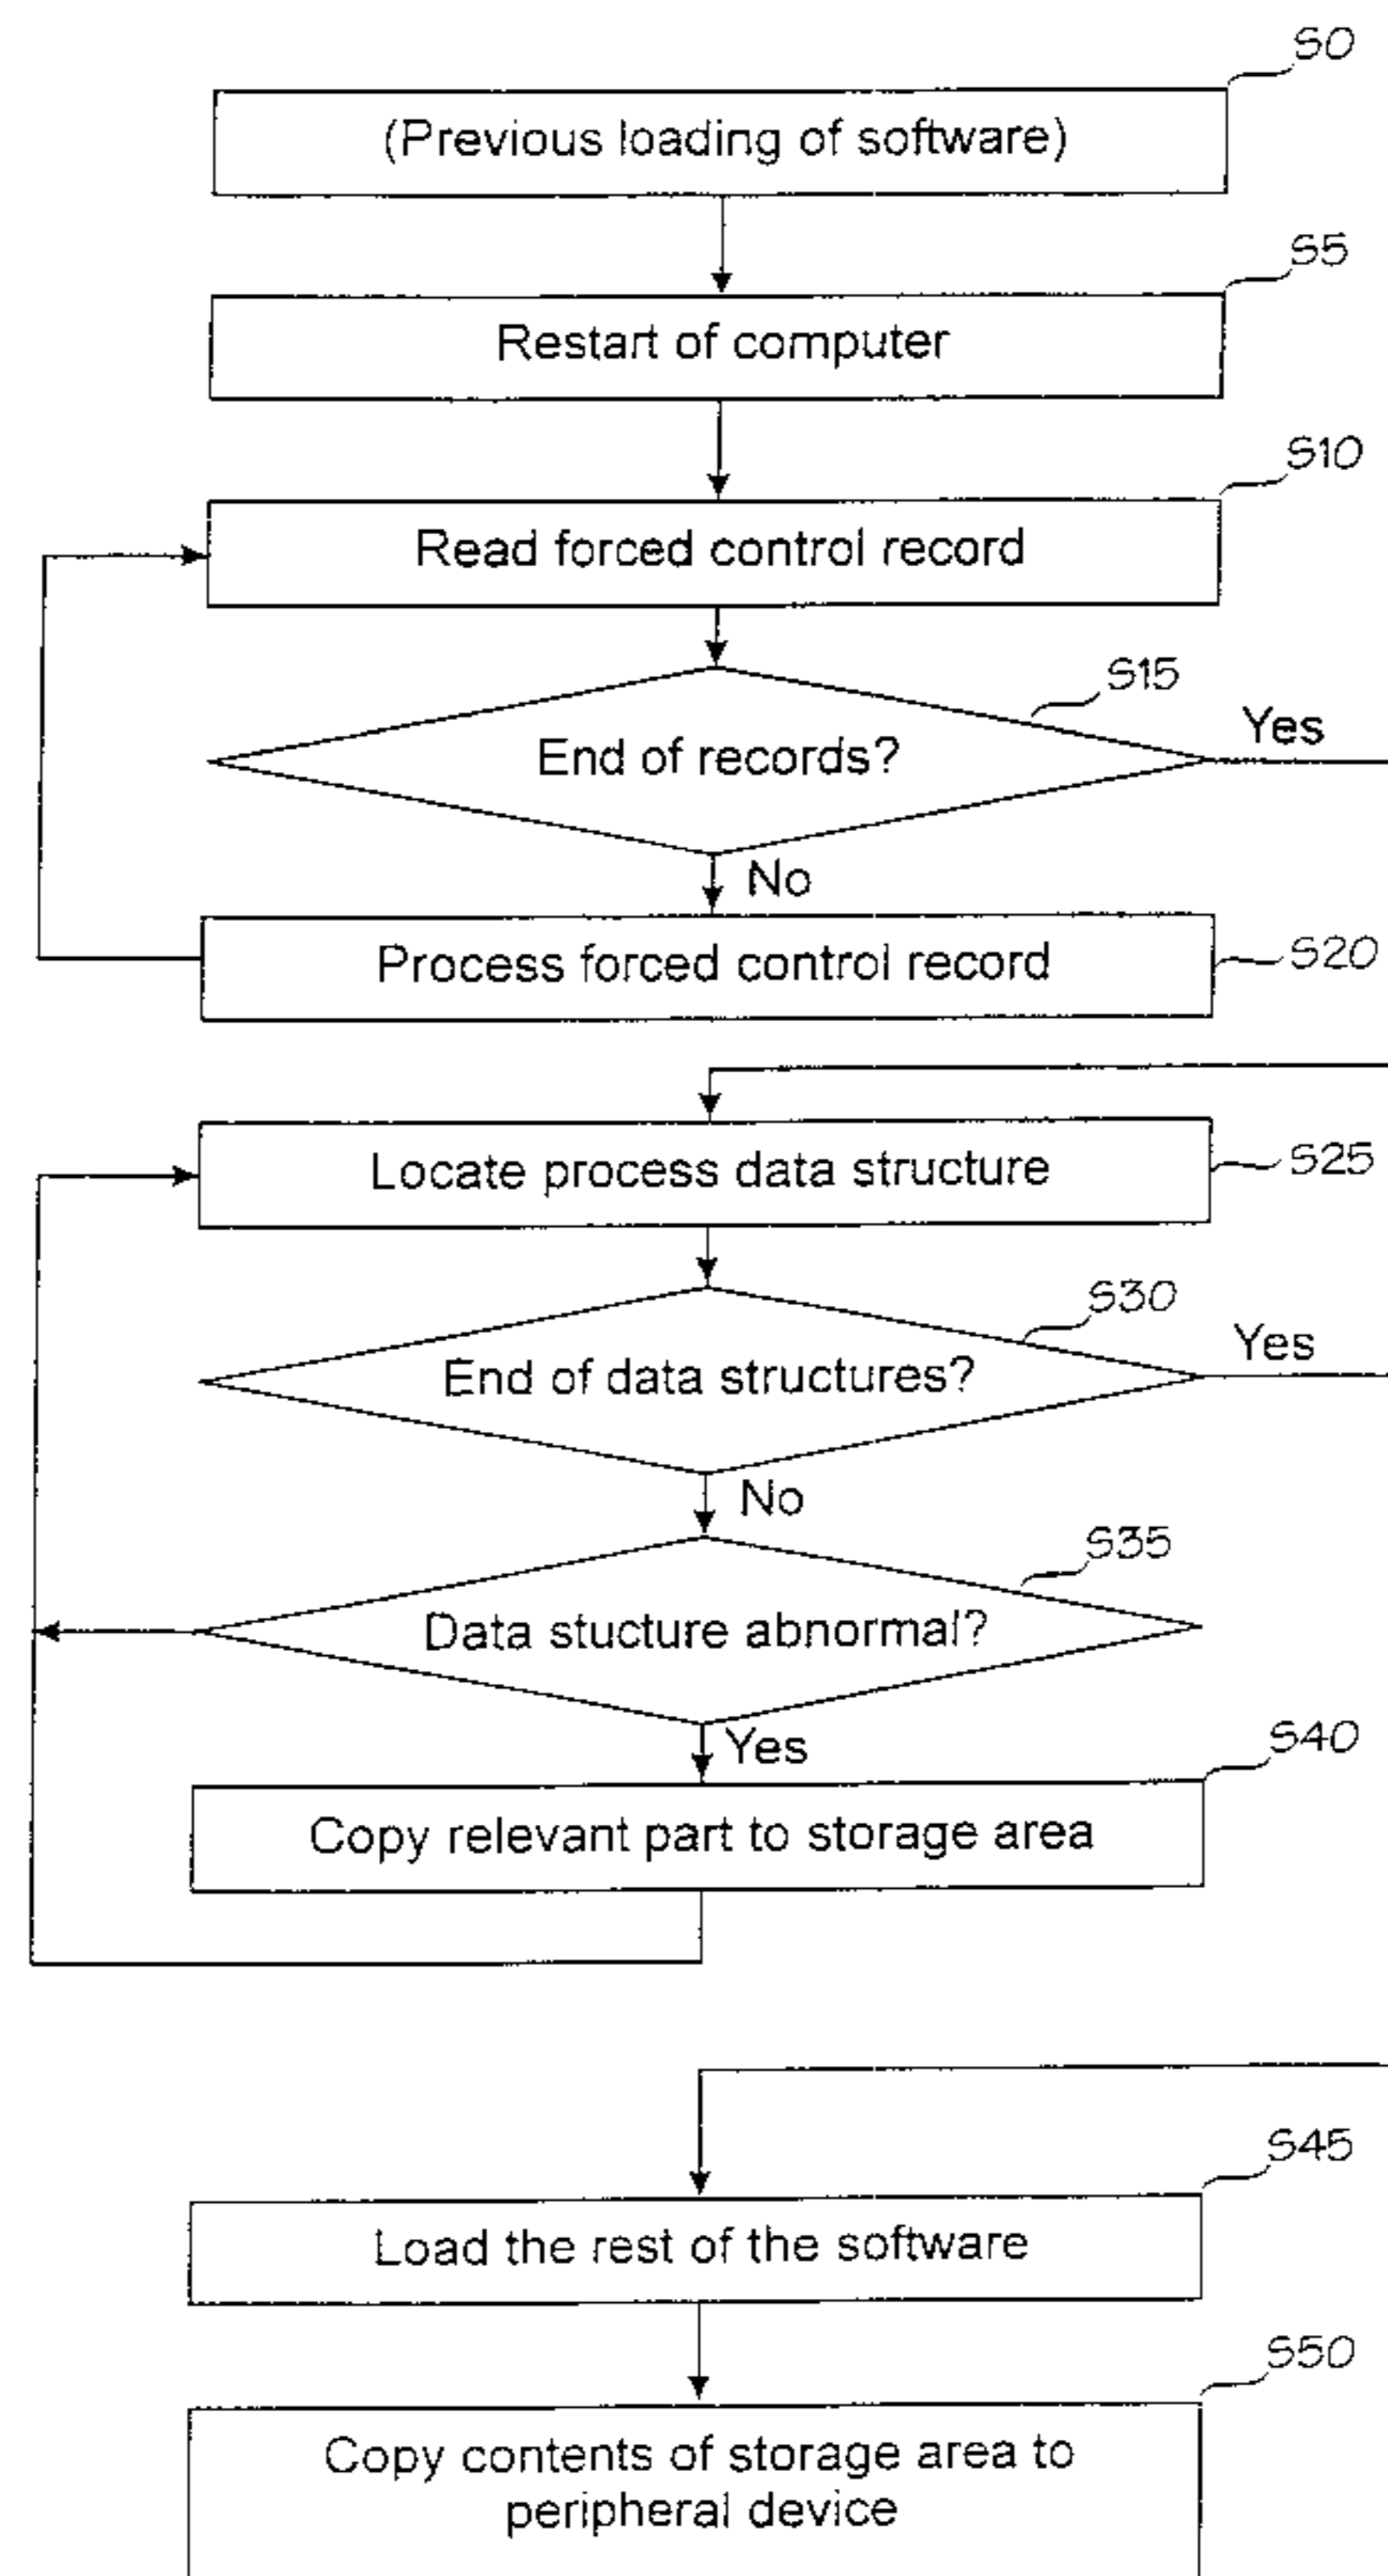 S0
(Previous loading of software)
S5
Restart of computer
S10
Read forced control record
S15
End of records?
Yes
No
Process forced control record
S20
Locate process data structure
S25
S30
End of data structures?
Yes
No
S35
Data stucture abnormal?
Yes
S40
Copy relevant part to storage area
S45
Load the rest of the software
S50
Copy contents of storage area to
peripheral device